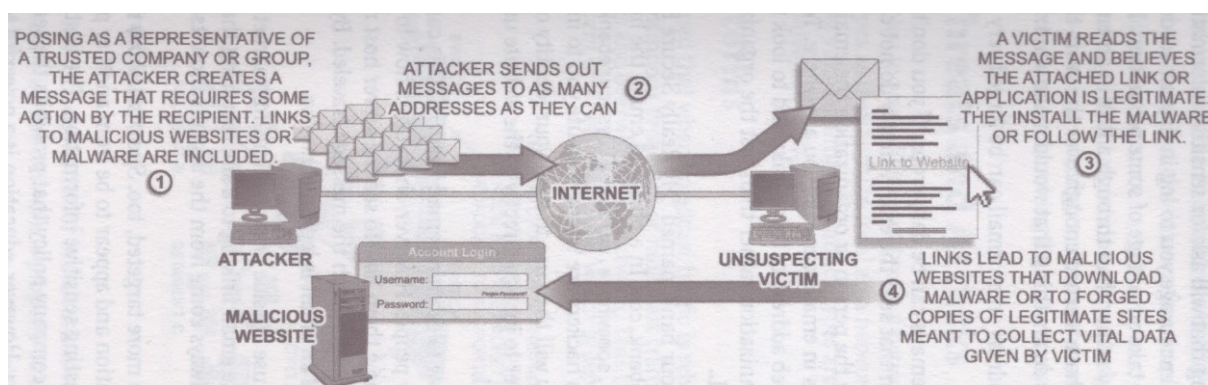 POSING AS A REPRESENTATIVE OF
A TRUSTED COMPANY OR GROUP,
THE ATTACKER CREATES A
MESSAGE THAT REQUIRES SOME
ACTION BY THE RECIPIENT. LINKS
TO MALICIOUS WEBSITES OR
MALWARE ARE INCLUDED.
1
ATTACKER SENDS OUT
MESSAGES TO AS MANY
ADDRESSES AS THEY CAN
2
A VICTIM READS THE
MESSAGE AND BELIEVES
THE ATTACHED LINK OR
APPLICATION IS LEGITIMATE.
THEY INSTALL THE MALWARE
OR FOLLOW THE LINK.
3
Link to Website
INTERNET
ATTACKER
UNSUSPECTING
VICTIM
4
LINKS LEAD TO MALICIOUS
WEBSITES THAT DOWNLOAD
MALWARE OR TO FORGED
COPIES OF LEGITIMATE SITES
MEANT TO COLLECT VITAL DATA
GIVEN BY VICTIM
Account Login
Username:
Forgot Password?
Password:
MALICIOUS
WEBSITE